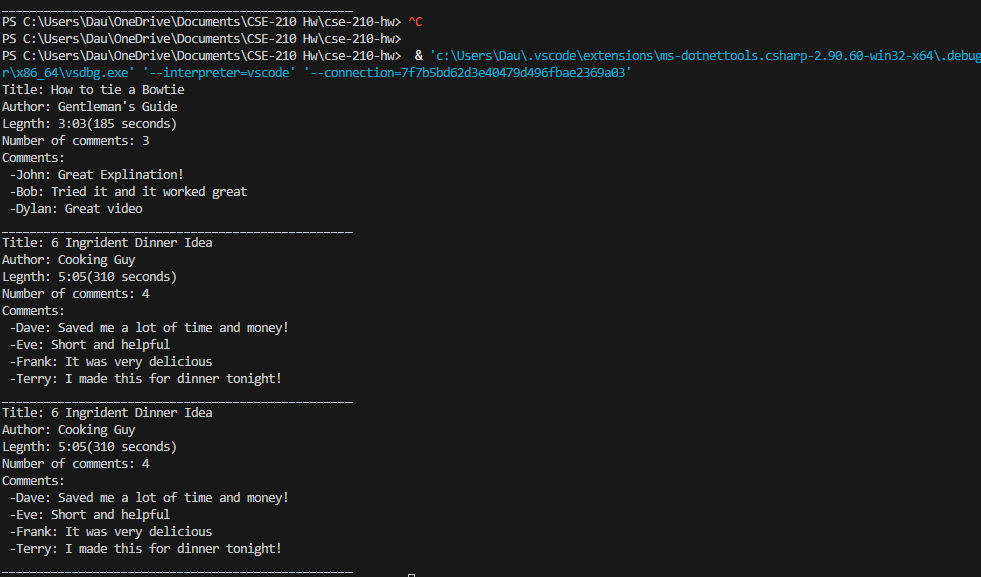 ___________________________________________________
PS C:\Users\Dau\OneDrive\Documents\CSE-210 Hw\cse-210-hw> ^C
PS C:\Users\Dau\OneDrive\Documents\CSE-210 Hw\cse-210-hw>
PS C:\Users\Dau\OneDrive\Documents\CSE-210 Hw\cse-210-hw>  & 'c:\Users\Dau\.vscode\extensions\ms-dotnettools.csharp-2.90.60-win32-x64\.debug
r\x86_64\vsdbg.exe' '--interpreter=vscode' '--connection=7f7b5bd62d3e40479d496fbae2369a03'
Title: How to tie a Bowtie
Author: Gentleman's Guide
Legnth: 3:03(185 seconds)
Number of comments: 3
Comments:
 -John: Great Explination!
 -Bob: Tried it and it worked great
 -Dylan: Great video
___________________________________________________
Title: 6 Ingrident Dinner Idea
Author: Cooking Guy
Legnth: 5:05(310 seconds)
Number of comments: 4
Comments:
 -Dave: Saved me a lot of time and money!
 -Eve: Short and helpful
 -Frank: It was very delicious
 -Terry: I made this for dinner tonight!
___________________________________________________
Title: 6 Ingrident Dinner Idea
Author: Cooking Guy
Legnth: 5:05(310 seconds)
Number of comments: 4
Comments:
 -Dave: Saved me a lot of time and money!
 -Eve: Short and helpful
 -Frank: It was very delicious
 -Terry: I made this for dinner tonight!
___________________________________________________